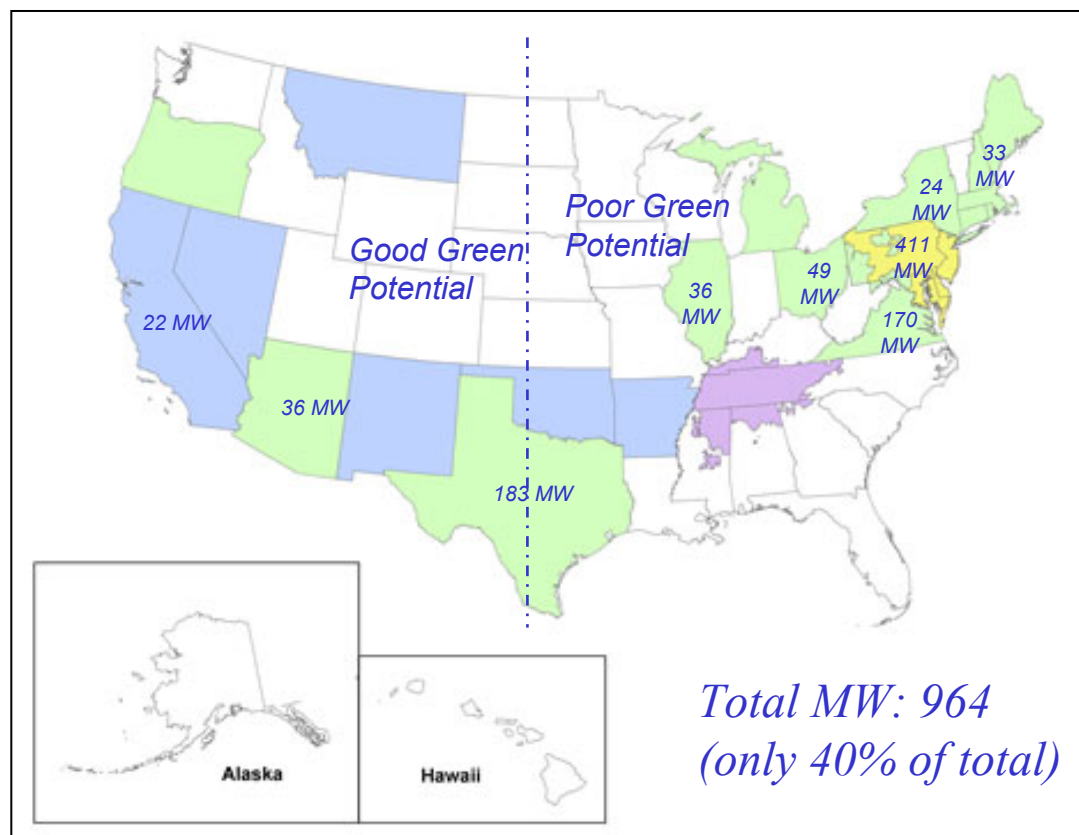 33
MW
24
MW
Poor Green
Potential
411
MW
Good Green
Potential
49
MW
36
MW
22 MW
170
MW
36 MW
183 MW
Total MW: 964
(only 40% of total)
Alaska
Hawaii